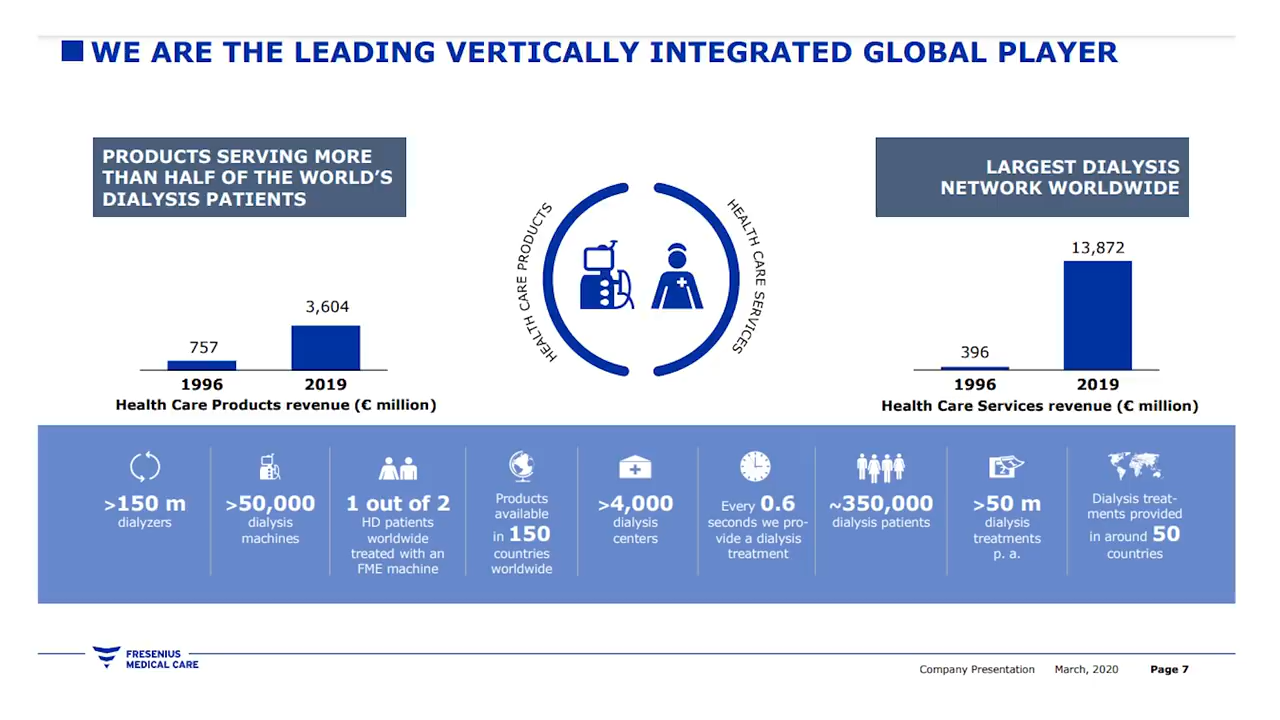 WE ARE THE LEADING VERTICALLY INTEGRATED GLOBAL PLAYER
PRODUCTS SERVING MORE
THAN HALF OF THE WORLD’S
DIALYSIS PATIENTS
757
3,604
1996
2019
Health Care Products revenue (€ million)
HEALTH CARE PRODUCTS
HEALTH CARE SERVICES
LARGEST DIALYSIS
NETWORK WORLDWIDE
396
13,872
1996
2019
Health Care Services revenue (€ million)
>150 m
dialyzers
>50,000
dialysis
machines
1 out of 2
HD patients
worldwide
treated with an
FME machine
Products
available
in 150
countries
worldwide
>4,000
dialysis
centers
Every 0.6
seconds we pro-
vide a dialysis
treatment
~350,000
dialysis patients
2
>50 m
dialysis
treatments
p. a.
Dialysis treat-
ments provided
in around 50
countries
FRESENIUS
MEDICAL CARE
Company Presentation March, 2020 Page 7